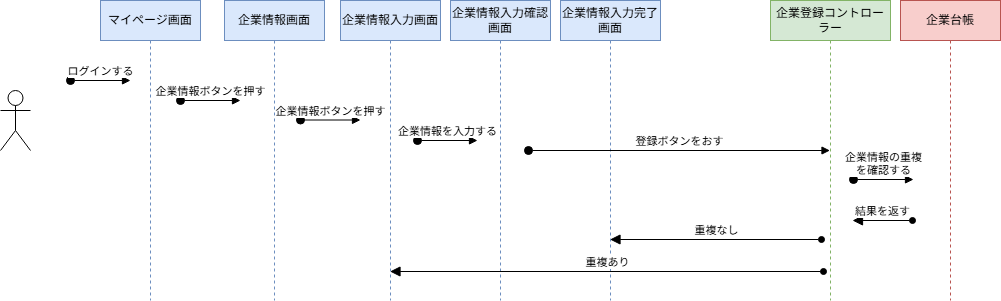 マイページ画面
企業情報画面
企業情報入力画面
企業情報入力確認
画面
企業情報入力完了
画面
企業登録コントロー
ラー
企業台帳
ログインする
企業情報ボタンを押す
企業情報ボタンを押す
企業情報を入力する
登録ボタンをおす
企業情報の重複
を確認する
結果を返す
重複なし
重複あり